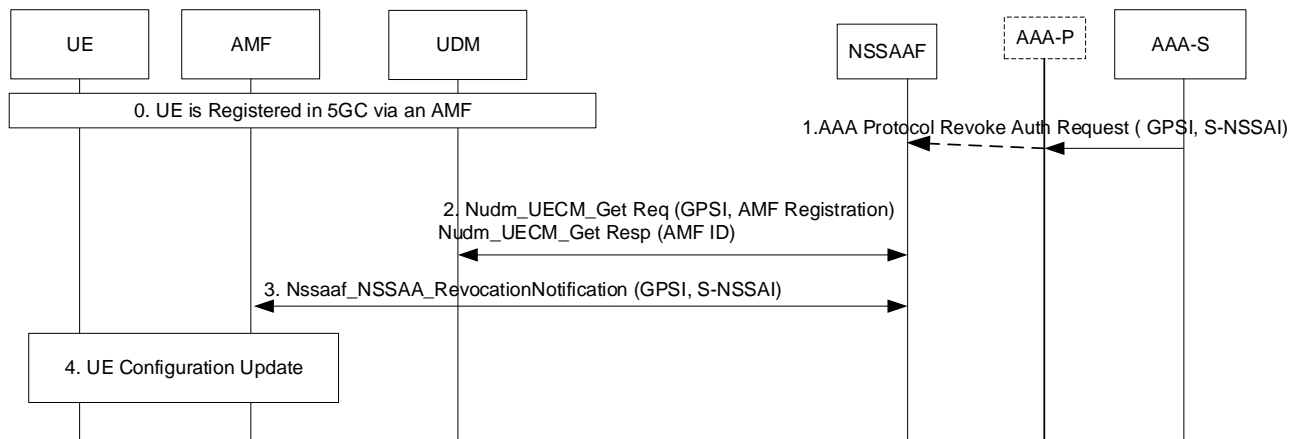 UE
AMF
UDM
NSSAAF
AAA-P
AAA-S
0. UE is Registered in 5GC via an AMF
1.AAA Protocol Revoke Auth Request ( GPSI, S-NSSAI)
2. Nudm_UECM_Get Req (GPSI, AMF Registration)
Nudm_UECM_Get Resp (AMF ID)
3. Nssaaf_NSSAA_RevocationNotification (GPSI, S-NSSAI)
4. UE Configuration Update